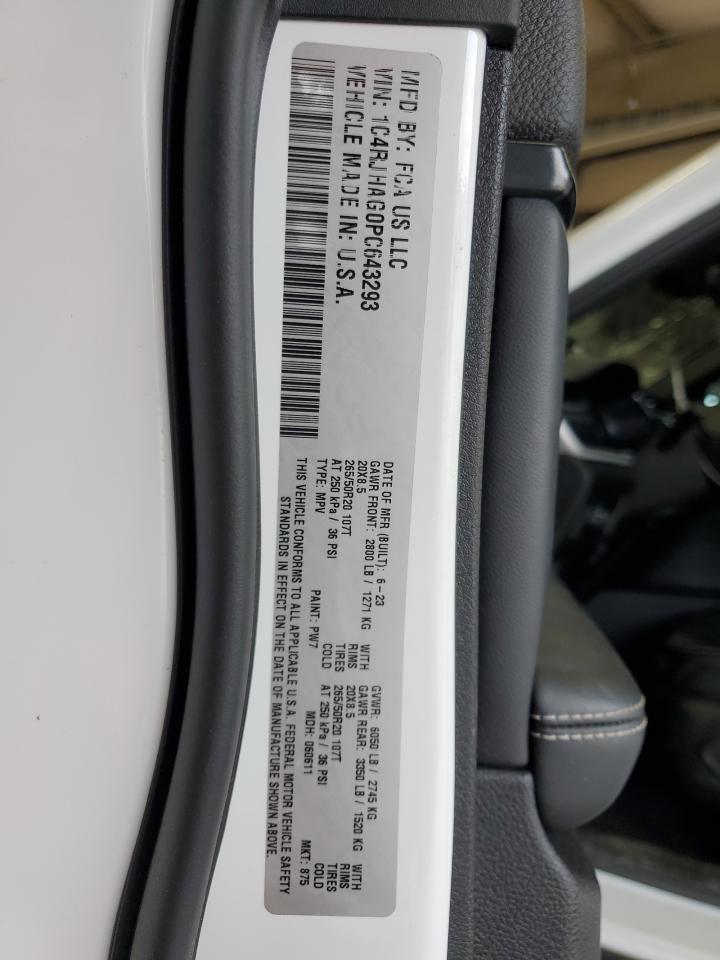 MFD BY: FCA US LLC
VIN: 1C4RJHAG0PC643293
VEHICLE MADE IN: U.S.A.
DATE OF MFR (BUILT): 6-23 GVWR: 6050 LB / 2745 KG
GAWR FRONT: 2800 LB / 1271 KG WITH GAWR REAR: 3350 LB / 1520 KG WITH
20X8.5 RIMS 20X8.5 RIMS
265/50R20 107T TIRES 265/50R20 107T TIRES
AT 250 kPa / 36 PSI COLD AT 250 kPa / 36 PSI COLD
TYPE: MPV PAINT: PW7 MDH: 060611 MKT: 875
THIS VEHICLE CONFORMS TO ALL APPLICABLE U.S.A. FEDERAL MOTOR VEHICLE SAFETY
STANDARDS IN EFFECT ON THE DATE OF MANUFACTURE SHOWN ABOVE.